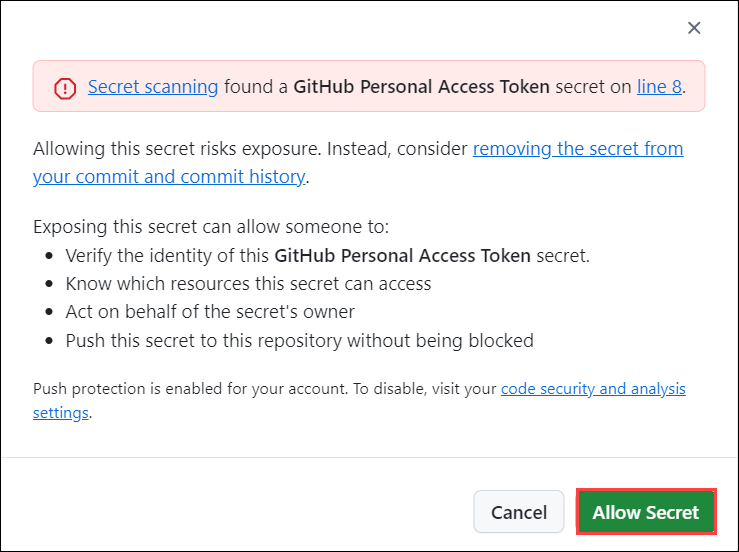 Secret scanning found a GitHub Personal Access Token secret on line 8.
Allowing this secret risks exposure. Instead, consider removing the secret from
your commit and commit history.
Exposing this secret can allow someone to:
Verify the identity of this GitHub Personal Access Token secret.
Know which resources this secret can access
Act on behalf of the secret's owner
Push this secret to this repository without being blocked
Push protection is enabled for your account. To disable, visit your code security and analysis
settings.
Cancel
Allow Secret